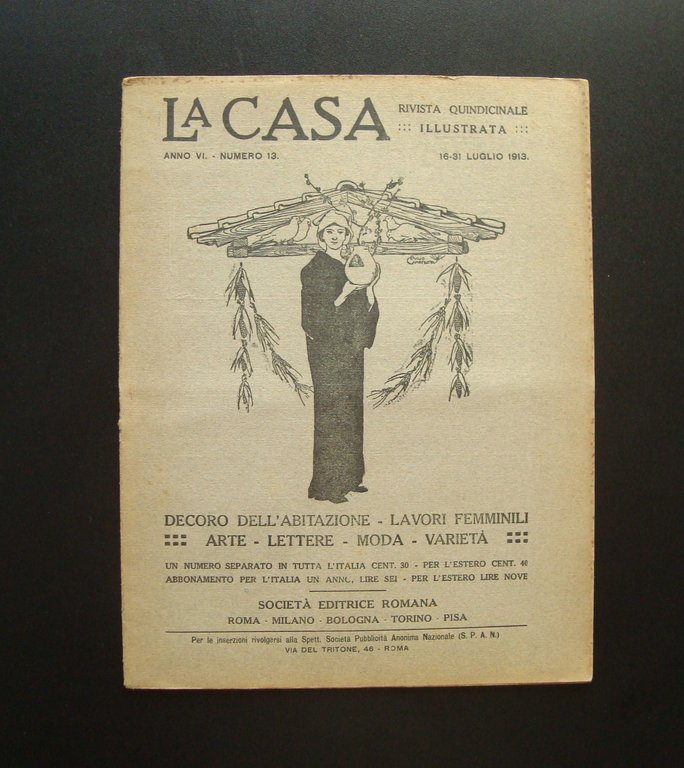 LA CASA
RIVISTA QUINDICINALE
::: ILLUSTRATA :::
ANNO VI. - NUMERO 13.
16-31 LUGLIO 1913.
DECORO DELL'ABITAZIONE - LAVORI FEMMINILI
ARTE - LETTERE - MODA - VARIETÀ
UN NUMERO SEPARATO IN TUTTA L'ITALIA CENT. 30 - PER L'ESTERO CENT. 40
ABBONAMENTO PER L'ITALIA UN ANNO, LIRE SEI - PER L'ESTERO LIRE NOVE
SOCIETÀ EDITRICE ROMANA
ROMA - MILANO - BOLOGNA - TORINO - PISA
Per le inserzioni rivolgersi alla Spett. Società Pubblicità Anonima Nazionale (S. P. A. N.)
VIA DEL TRITONE, 46 - ROMA